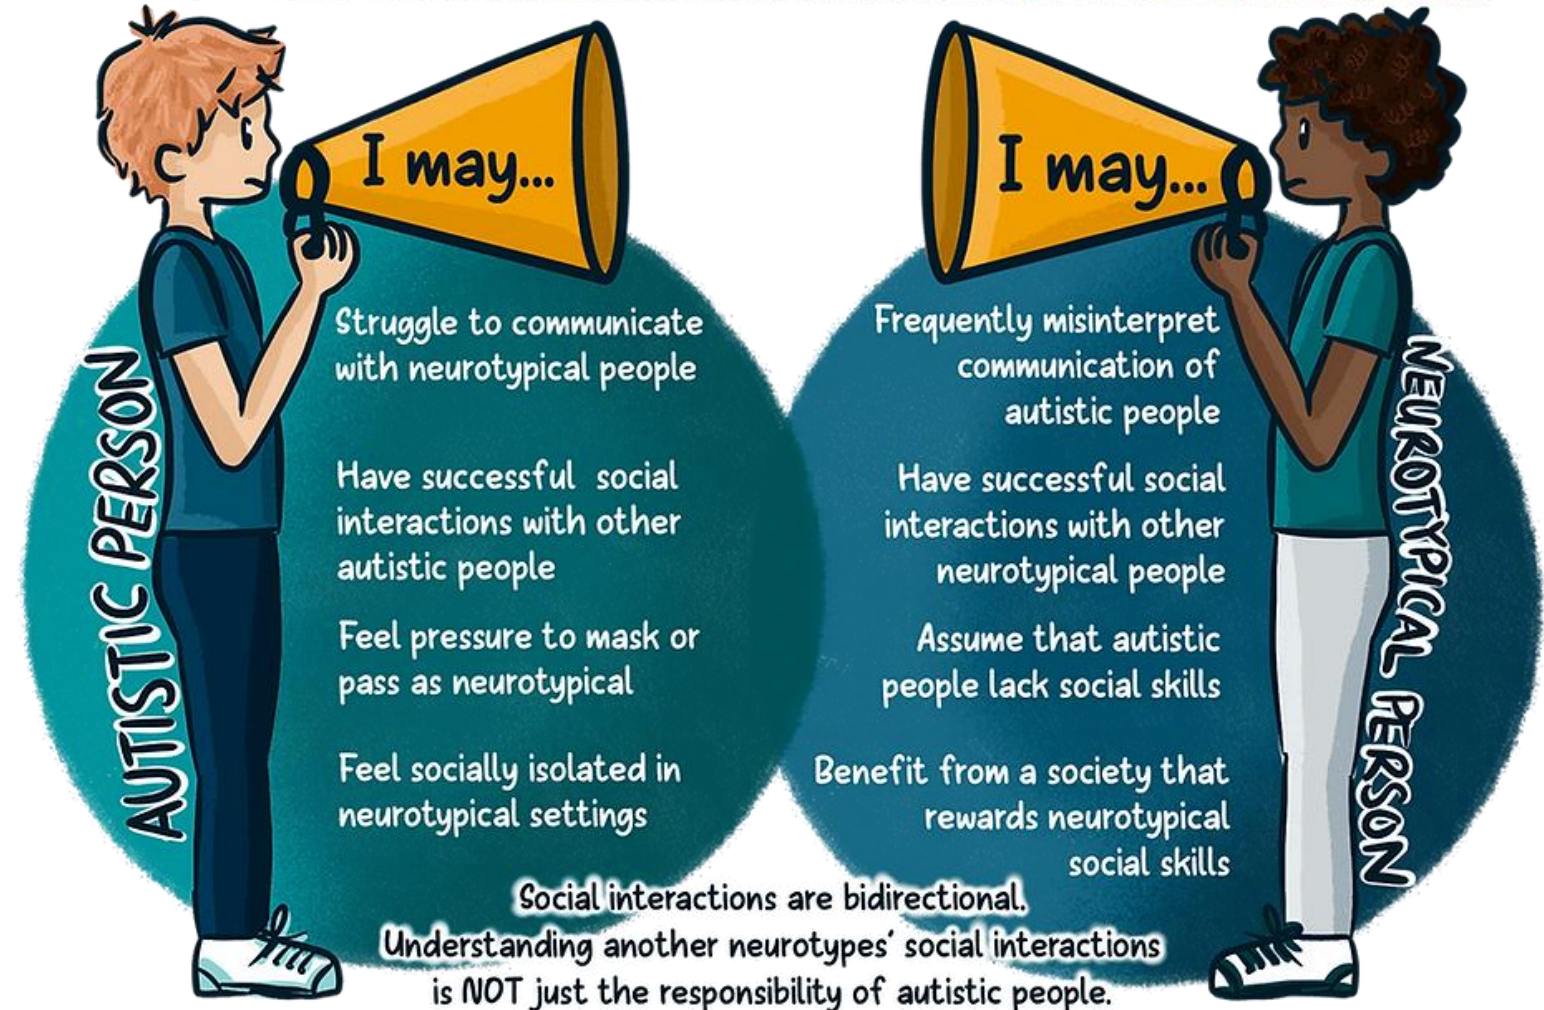 I may...
I may...
AUTISTIC PERSON
Struggle to communicate
with neurotypical people
Have successful social
interactions with other
autistic people
Feel pressure to mask or
pass as neurotypical
Feel socially isolated in
neurotypical settings
Frequently misinterpret
communication of
autistic people
Have successful social
interactions with other
neurotypical people
Assume that autistic
people lack social skills
Benefit from a society that
rewards neurotypical
social skills
NEUROTYPICAL PERSON
Social interactions are bidirectional.
Understanding another neurotypes' social interactions
is NOT just the responsibility of autistic people.